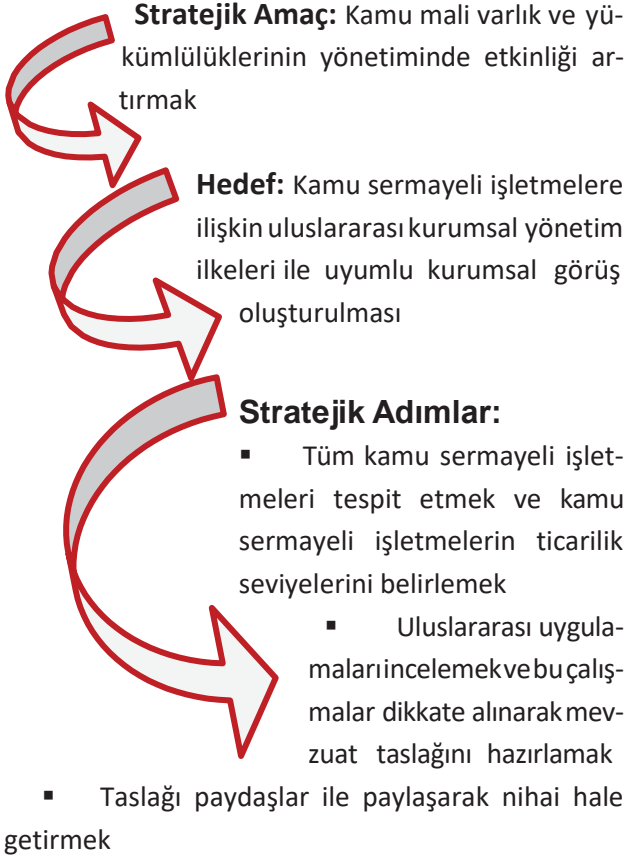 Stratejik Amaç: Kamu mali varlık ve yü-
kümlülüklerinin yönetiminde etkinliği ar-
tırmak
Hedef: Kamu sermayeli işletmelere
ilişkin uluslararası kurumsal yönetim
ilkeleri ile uyumlu kurumsal görüş
oluşturulması
Stratejik Adımlar:
▪ Tüm kamu sermayeli işlet-
meleri tespit etmek ve kamu
sermayeli işletmelerin ticarilik
seviyelerini belirlemek
▪ Uluslararası uygula-
maları incelemek ve bu çalış-
malar dikkate alınarak mev-
zuat taslağını hazırlamak
▪ Taslağı paydaşlar ile paylaşarak nihai hale
getirmek